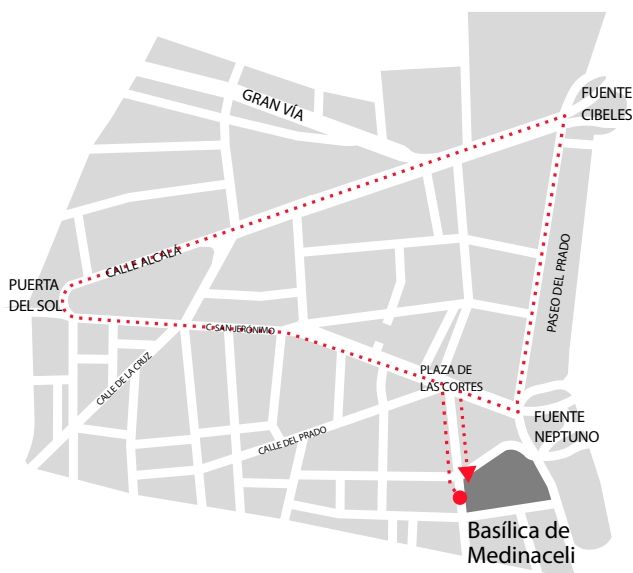 FUENTE
CIBELES
GRAN VÍA
CALLE ALCALÁ
PUERTA
DEL SOL
PASEO DEL PRADO
C. SAN JERÓNIMO
CALLE DE LA CRUZ
PLAZA DE
LAS CORTES
FUENTE
NEPTUNO
CALLE DEL PRADO
Basílica de
Medinaceli